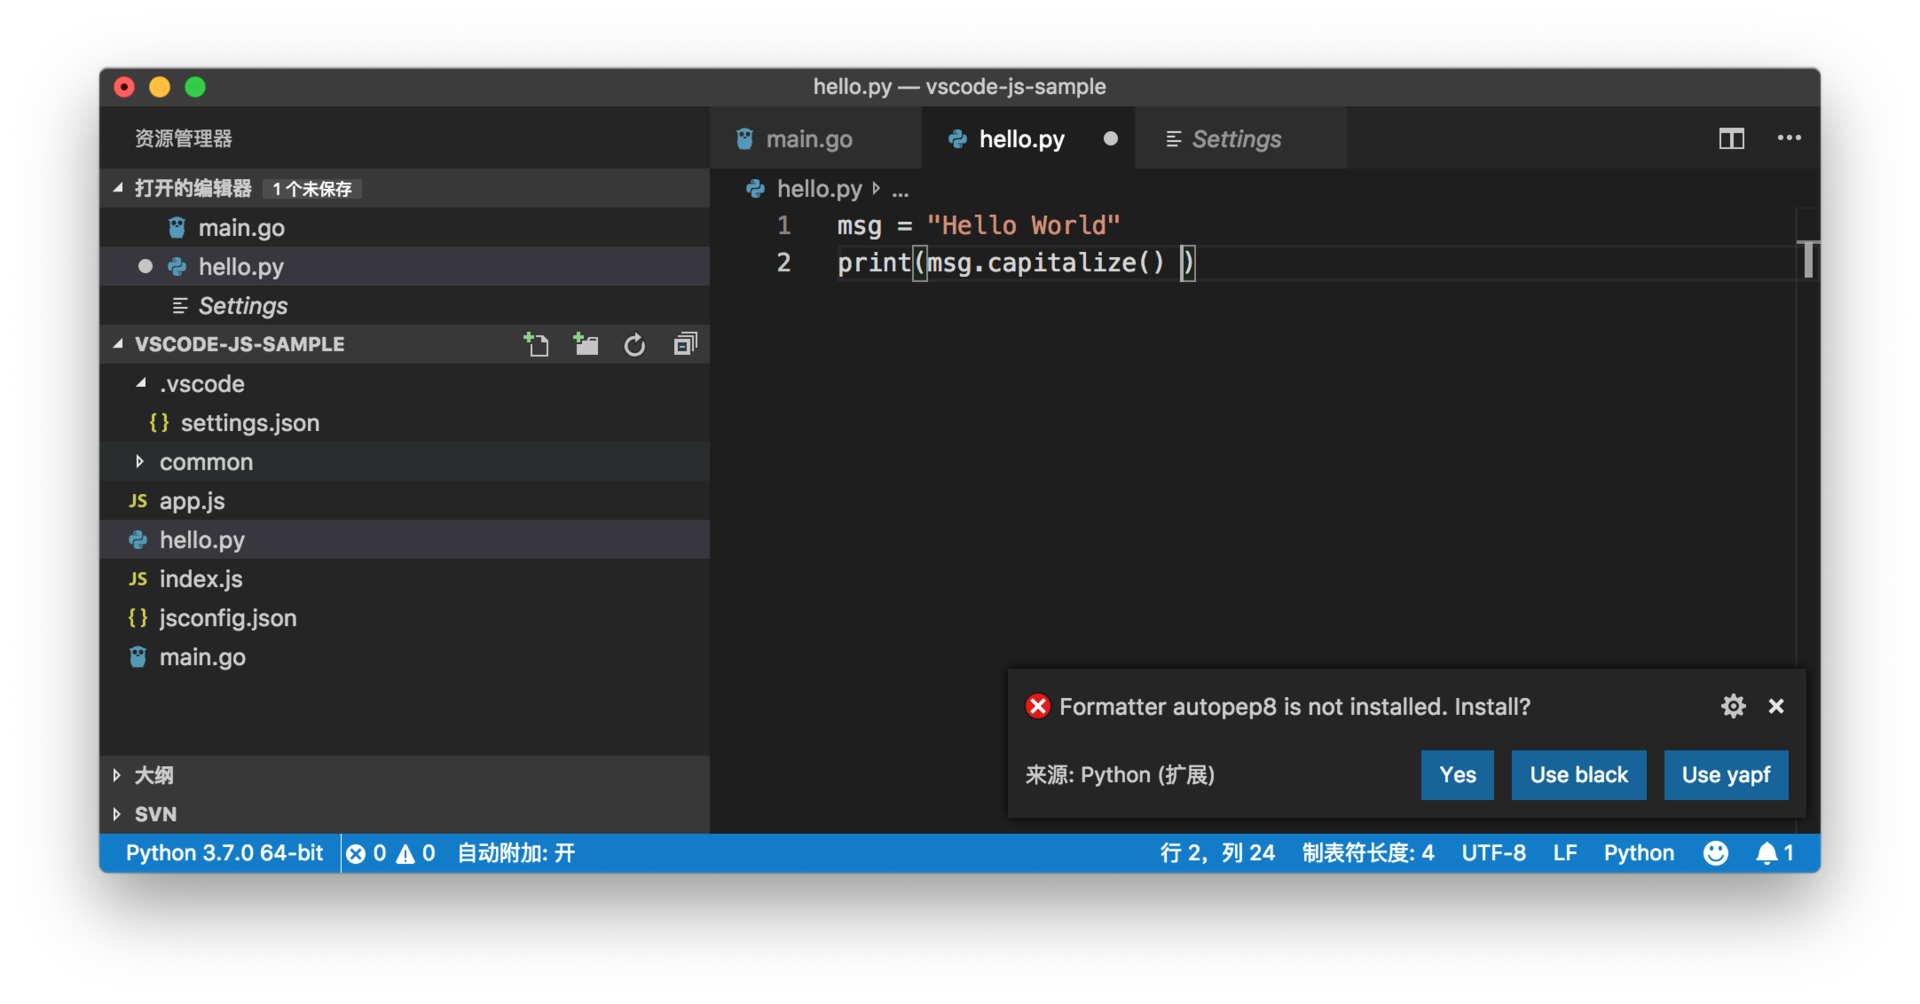 hello.py — vscode-js-sample
资源管理器
打开的编辑器 1 个未保存
main.go
hello.py
Settings
VSCODE-JS-SAMPLE
.vscode
{} settings.json
common
JS app.js
hello.py
JS index.js
{} jsconfig.json
main.go
大纲
SVN
main.go hello.py Settings
hello.py ...
1 msg = "Hello World"
2 print(msg.capitalize() )
Formatter autopep8 is not installed. Install?
来源: Python (扩展) Yes Use black Use yapf
Python 3.7.0 64-bit 0 0 自动附加: 开 行 2，列 24 制表符长度: 4 UTF-8 LF Python 1